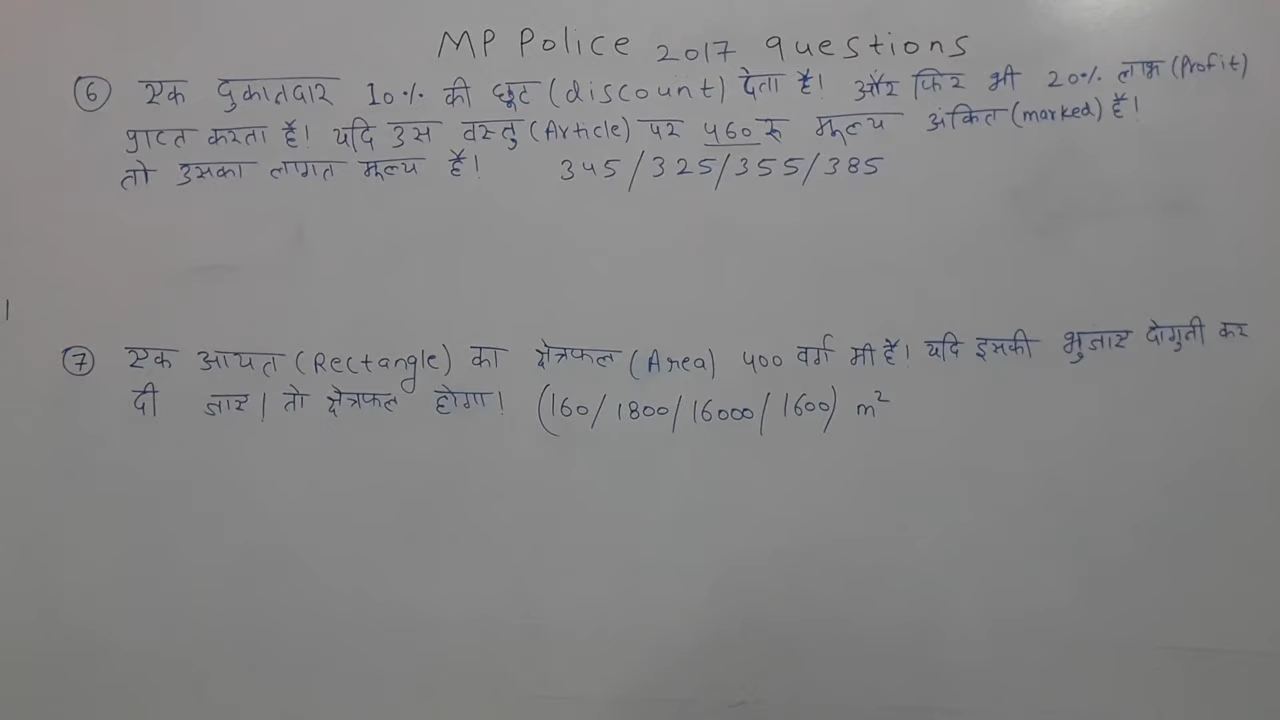 MP Police 2017 questions
⑥ एक दुकानदार 10% की छूट (discount) देता है। और फिर भी 20% लाभ (Profit)
प्राप्त करता है। यदि उस वस्तु (Article) पर 460 रू मूल्य अंकित (marked) है।
तो उसका लागत मूल्य है। 345/325/355/385
⑦ एक आयत (Rectangle) का क्षेत्रफल (Area) 400 वर्ग मी है। यदि इसकी भुजाए दोगुनी कर
दी जाए। तो क्षेत्रफल होगा। (160/1800/16000/1600) m²